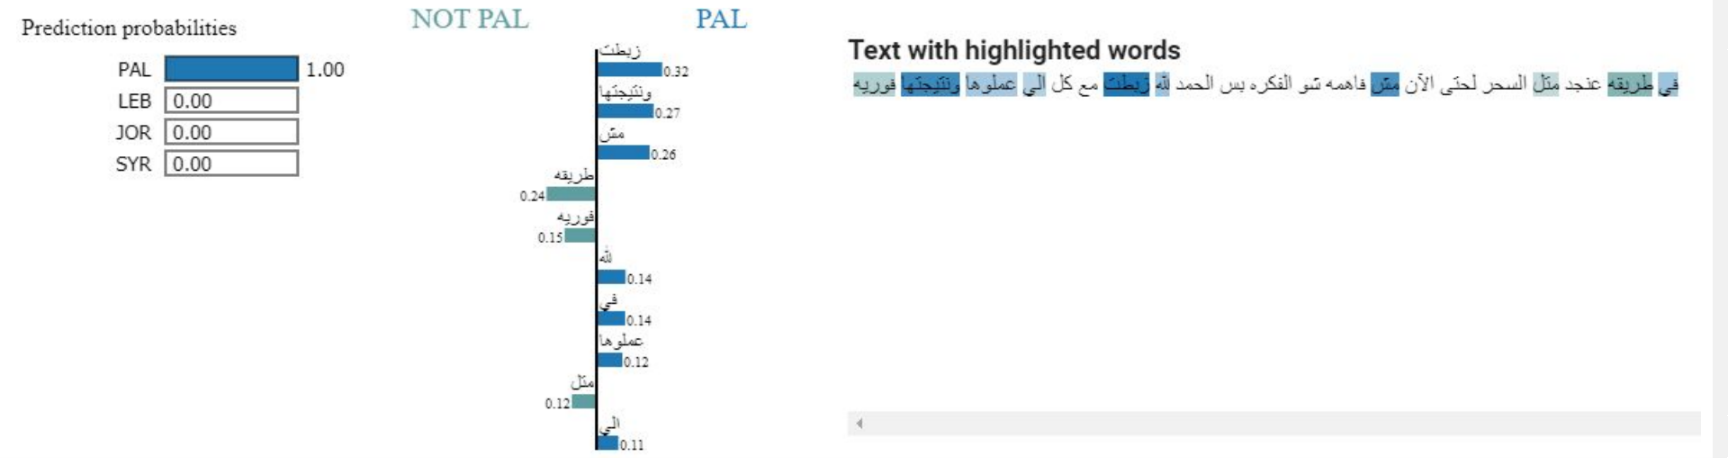 Prediction probabilities
PAL 1.00
LEB 0.00
JOR 0.00
SYR 0.00
NOT PAL PAL
زبطت
0.32
ونتيجتها
0.27
مش
0.26
طريقه
0.24
فوريه
0.15
لله
0.14
في
0.14
عملوها
0.12
متل
0.12
الي
0.11
Text with highlighted words
في طريقه عنجد متل السحر لحتى الآن مش فاهمه شو الفكره بس الحمد لله زبطت مع كل الي عملوها ونتيجتها فوريه